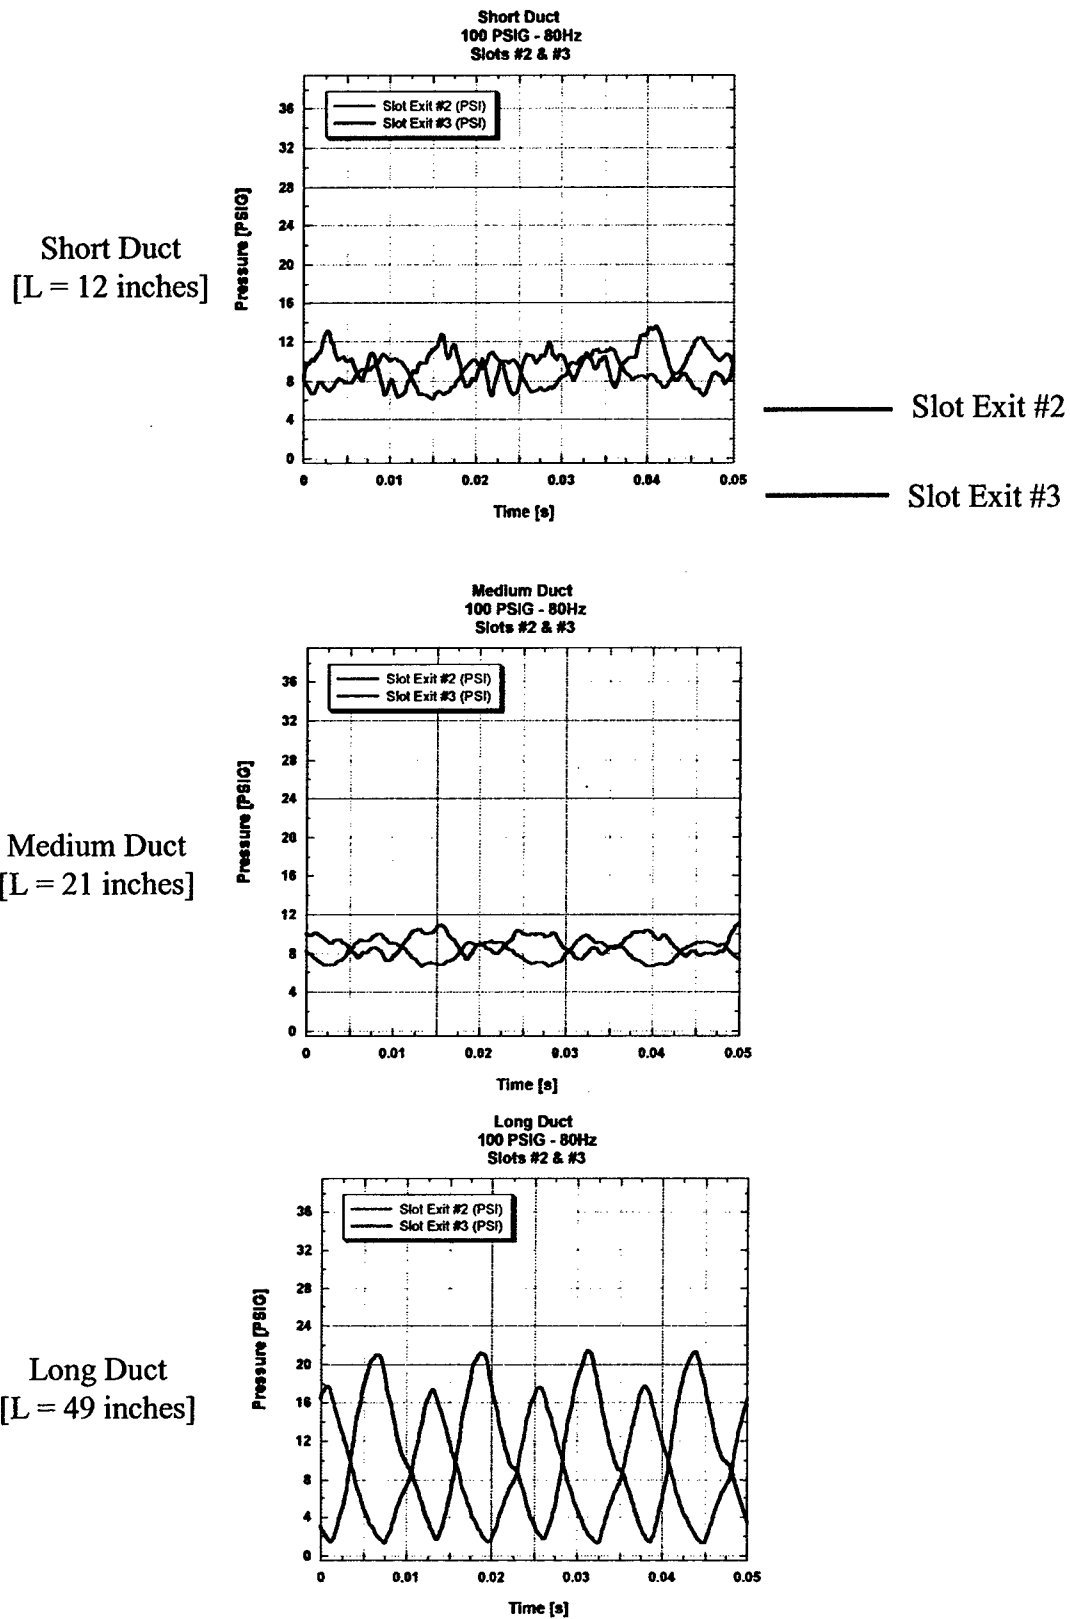 Short Duct
100 PSIG - 80Hz
Slots #2 & #3
Slot Exit #2 (PSI)
Slot Exit #3 (PSI)
36
32
28
24
20
16
12
8
4
0
Pressure [PSIG]
0
0.01
0.02
0.03
0.04
0.05
Time [s]
Short Duct
[L = 12 inches]
Slot Exit #2
Slot Exit #3
Medium Duct
100 PSIG - 80Hz
Slots #2 & #3
Slot Exit #2 (PSI)
Slot Exit #3 (PSI)
36
32
28
24
20
16
12
8
4
0
Pressure [PSIG]
0
0.01
0.02
0.03
0.04
0.05
Time [s]
Medium Duct
[L = 21 inches]
Long Duct
100 PSIG - 80Hz
Slots #2 & #3
Slot Exit #2 (PSI)
Slot Exit #3 (PSI)
36
32
28
24
20
16
12
8
4
0
Pressure [PSIG]
0
0.01
0.02
0.03
0.04
0.05
Time [s]
Long Duct
[L = 49 inches]